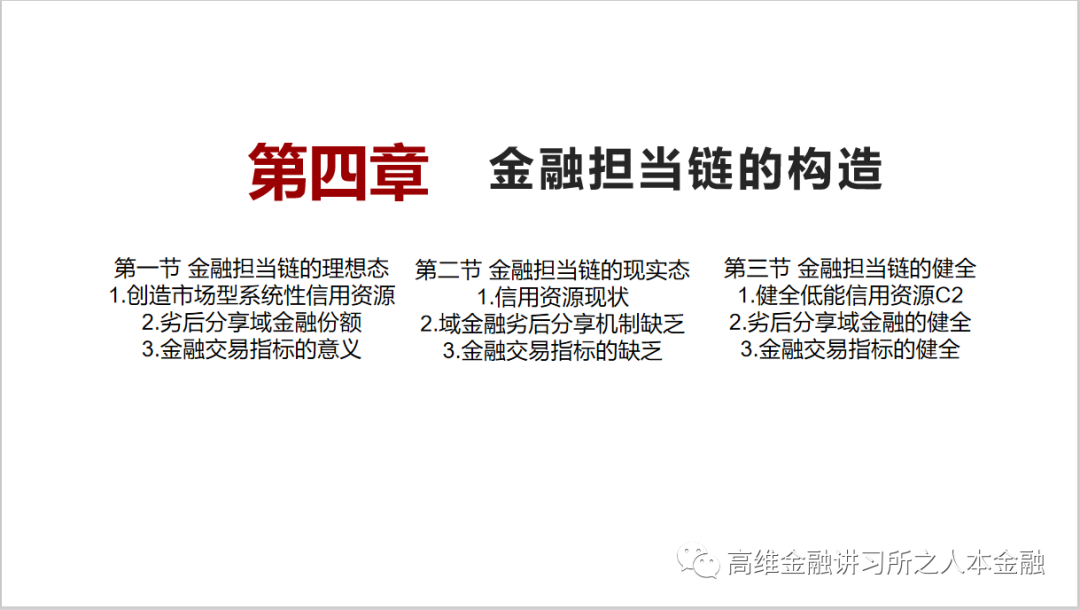 第四章 金融担当链的构造
第一节 金融担当链的理想态
1.创造市场型系统性信用资源
2.劣后分享域金融份额
3.金融交易指标的意义
第二节 金融担当链的现实态
1.信用资源现状
2.域金融劣后分享机制缺乏
3.金融交易指标的缺乏
第三节 金融担当链的健全
1.健全低能信用资源C2
2.劣后分享域金融的健全
3.金融交易指标的健全
高维金融讲习所之人本金融